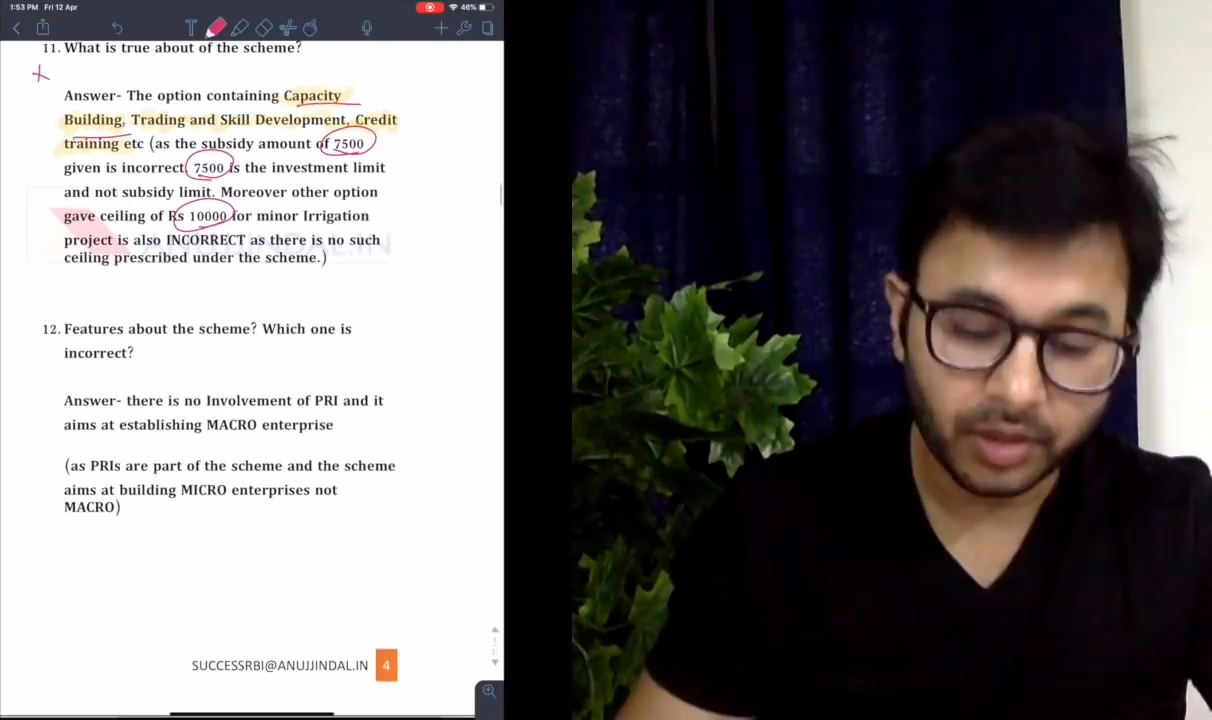 1:53 PM Fri 12 Apr
46%
11. What is true about of the scheme?
Answer- The option containing Capacity
Building, Trading and Skill Development, Credit
training etc (as the subsidy amount of 7500
given is incorrect. 7500 is the investment limit
and not subsidy limit. Moreover other option
gave ceiling of Rs 10000 for minor Irrigation
project is also INCORRECT as there is no such
ceiling prescribed under the scheme.)
ANUJJINDAL.IN
12. Features about the scheme? Which one is
incorrect?
Answer- there is no Involvement of PRI and it
aims at establishing MACRO enterprise
(as PRIs are part of the scheme and the scheme
aims at building MICRO enterprises not
MACRO)
SUCCESSRBI@ANUJJINDAL.IN 4